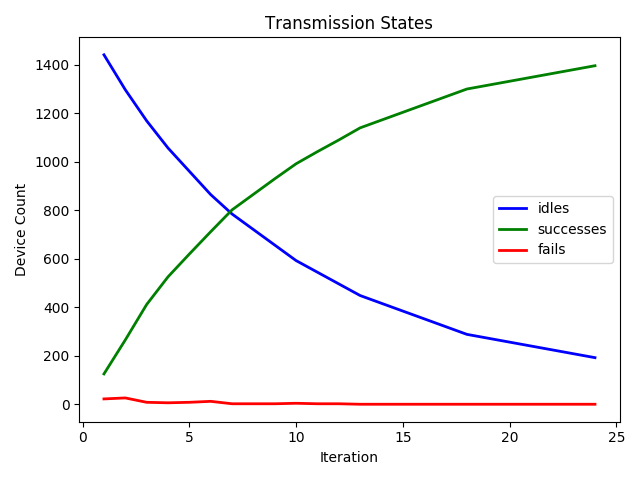 Transmission States
Device Count
1400
1200
1000
800
600
400
200
0
idles
successes
fails
0 5 10 15 20 25
Iteration